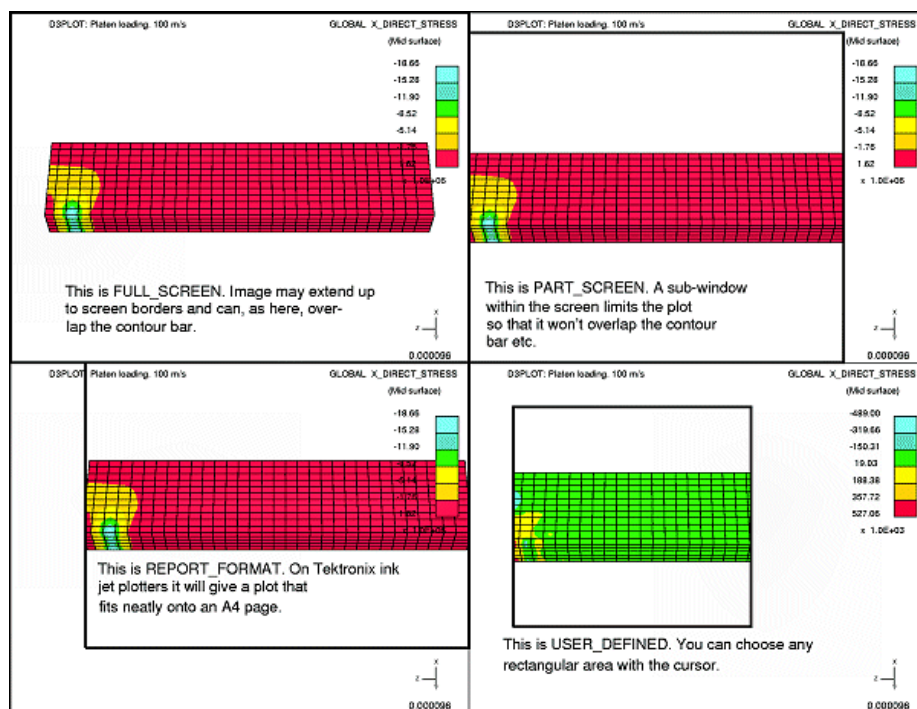 D3PLOT: Platen loading. 100 m/s
GLOBAL X_DIRECT_STRESS
(Mid surface)
-18.66
-15.28
-11.90
-8.52
-5.14
-1.76
1.62
x 1.0E+06
This is FULL_SCREEN. Image may extend up
to screen borders and can, as here, over-
lap the contour bar.
X
Z
0.000096
D3PLOT: Platen loading. 100 m/s
GLOBAL X_DIRECT_STRESS
(Mid surface)
-18.66
-15.28
-11.90
-8.52
-5.14
-1.76
1.62
x 1.0E+06
This is PART_SCREEN. A sub-window
within the screen limits the plot
so that it won't overlap the contour
bar etc.
X
Z
0.000096
D3PLOT: Platen loading. 100 m/s
GLOBAL X_DIRECT_STRESS
(Mid surface)
-18.66
-15.28
-11.90
This is REPORT_FORMAT. On Tektronix ink
jet plotters it will give a plot that
fits neatly onto an A4 page.
X
Z
0.000096
D3PLOT: Platen loading. 100 m/s
GLOBAL X_DIRECT_STRESS
(Mid surface)
-489.00
-319.66
-150.31
19.03
188.38
357.72
527.06
x 1.0E+03
This is USER_DEFINED. You can choose any
rectangular area with the cursor.
X
Z
0.000096